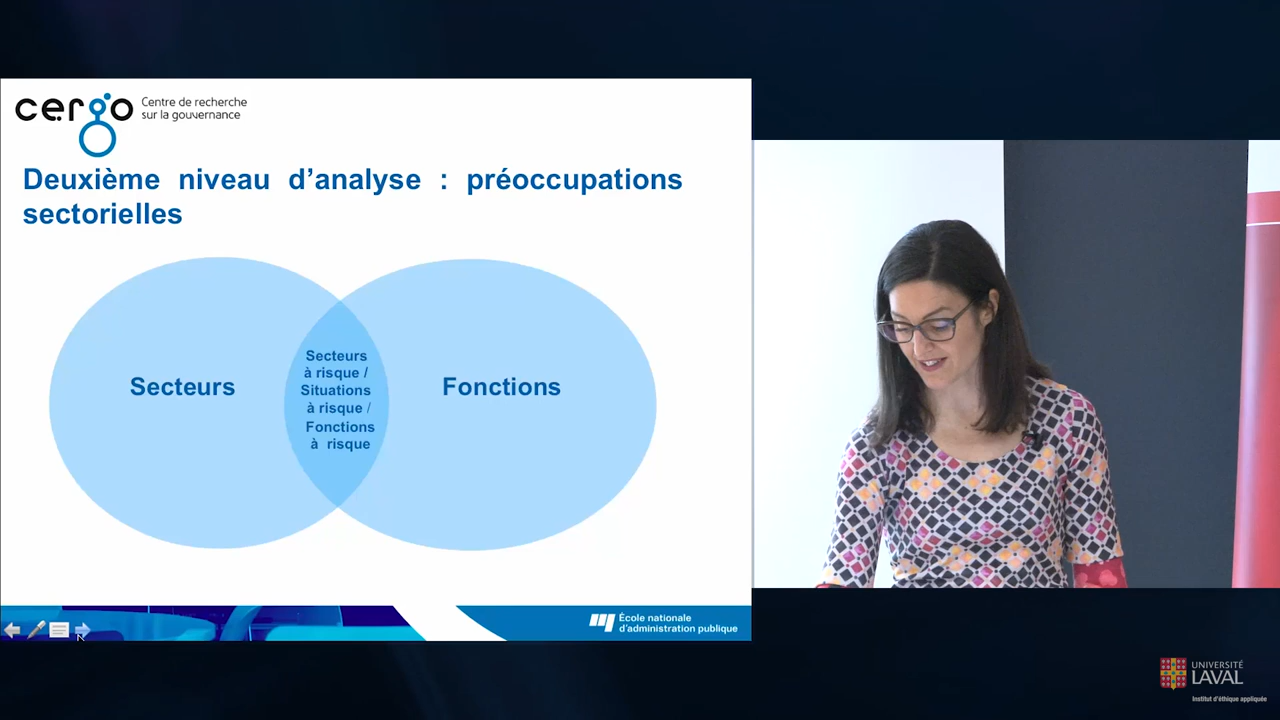 cergo
Centre de recherche
sur la gouvernance
Deuxième niveau d'analyse : préoccupations
sectorielles
Secteurs
Secteurs
à risque /
Situations
à risque /
Fonctions
à risque
Fonctions
École nationale
d'administration publique
UNIVERSITÉ
LAVAL
Institut d'éthique appliquée